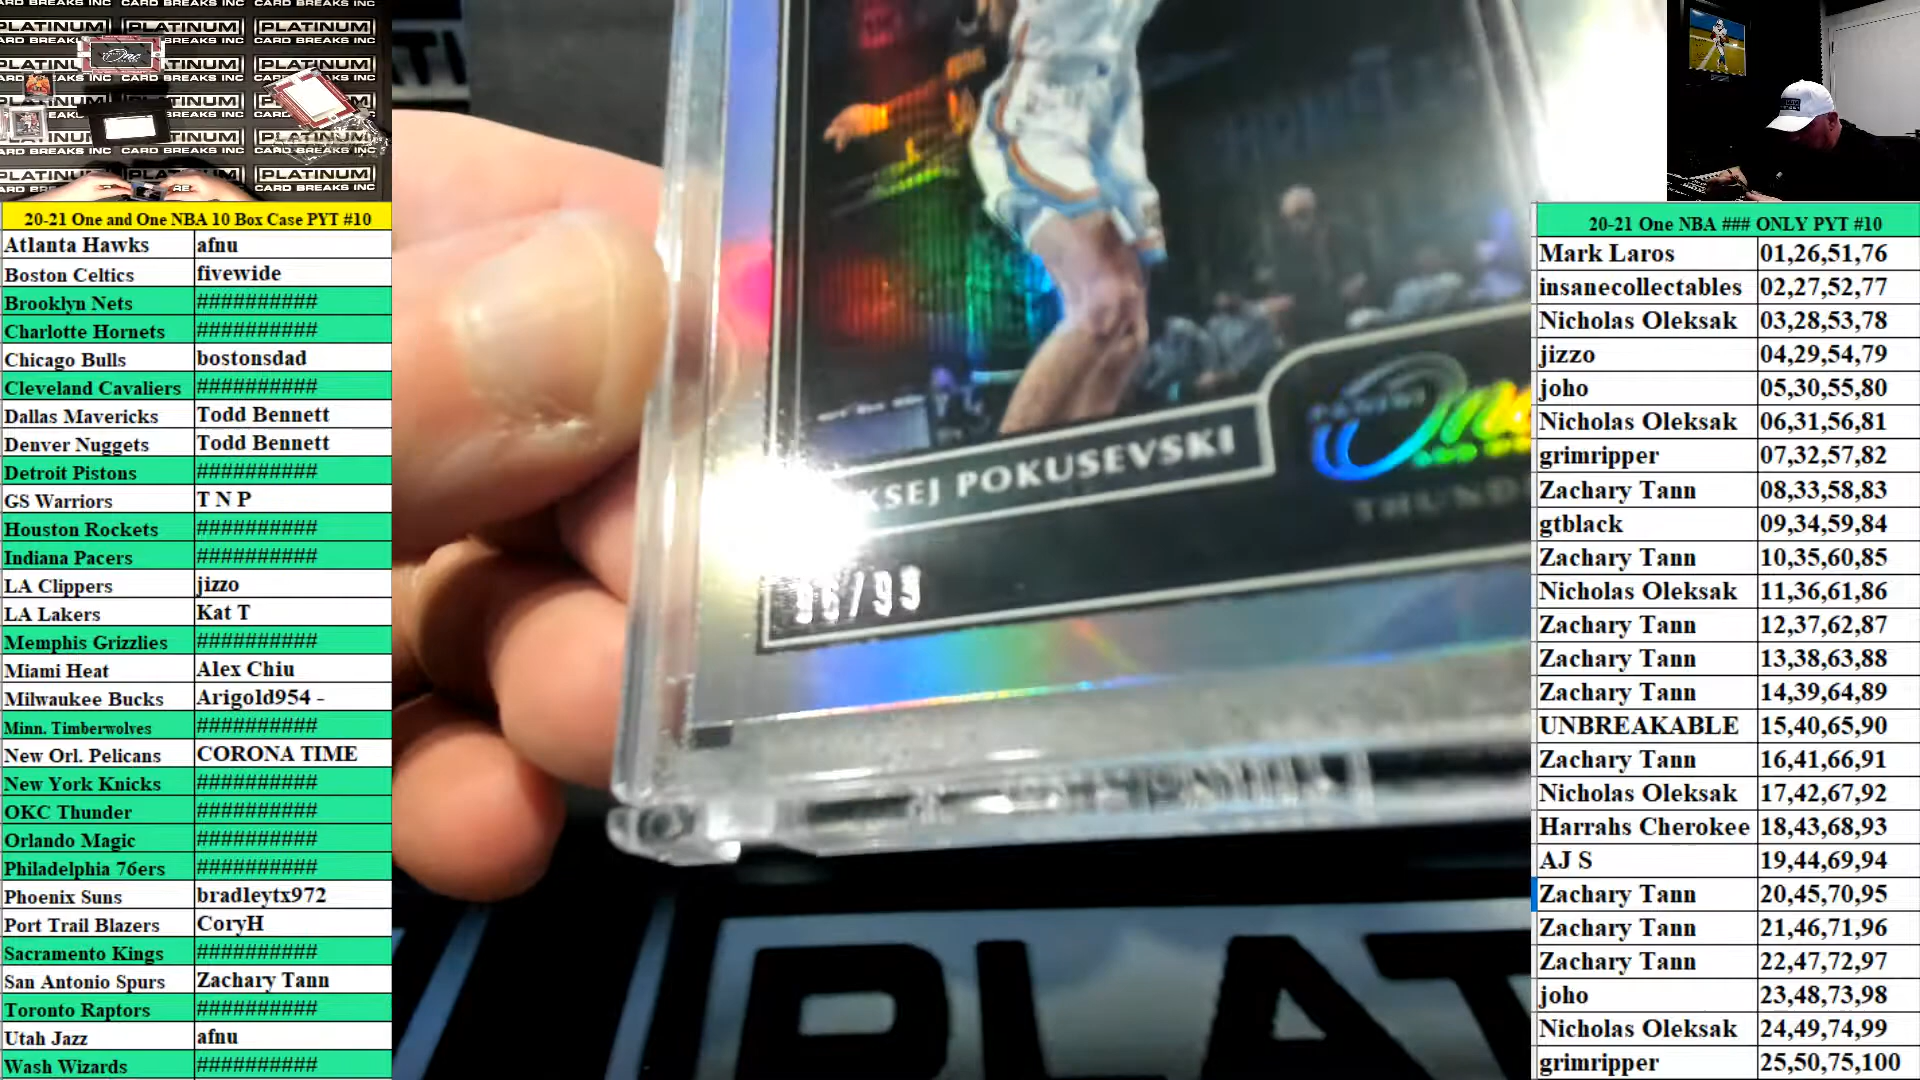 20-21 One and One NBA 10 Box Case PYT #10
Atlanta Hawks afnu
Boston Celtics fivewide
Brooklyn Nets ##########
Charlotte Hornets ##########
Chicago Bulls bostonsdad
Cleveland Cavaliers ##########
Dallas Mavericks Todd Bennett
Denver Nuggets Todd Bennett
Detroit Pistons ##########
GS Warriors T N P
Houston Rockets ##########
Indiana Pacers ##########
LA Clippers jizzo
LA Lakers Kat T
Memphis Grizzlies ##########
Miami Heat Alex Chiu
Milwaukee Bucks Arigold954 -
Minn. Timberwolves ##########
New Orl. Pelicans CORONA TIME
New York Knicks ##########
OKC Thunder ##########
Orlando Magic ##########
Philadelphia 76ers ##########
Phoenix Suns bradleytx972
Port Trail Blazers CoryH
Sacramento Kings ##########
San Antonio Spurs Zachary Tann
Toronto Raptors ##########
Utah Jazz afnu
Wash Wizards ##########
PLATINUM
CARD BREAKS INC
POKUSEVSKI
PANINI
One
20-21 One NBA ### ONLY PYT #10
Mark Laros 01,26,51,76
insanecollectables 02,27,52,77
Nicholas Oleksak 03,28,53,78
jizzo 04,29,54,79
joho 05,30,55,80
Nicholas Oleksak 06,31,56,81
grimripper 07,32,57,82
Zachary Tann 08,33,58,83
gtblack 09,34,59,84
Zachary Tann 10,35,60,85
Nicholas Oleksak 11,36,61,86
Zachary Tann 12,37,62,87
Zachary Tann 13,38,63,88
Zachary Tann 14,39,64,89
UNBREAKABLE 15,40,65,90
Zachary Tann 16,41,66,91
Nicholas Oleksak 17,42,67,92
Harrahs Cherokee 18,43,68,93
AJ S 19,44,69,94
Zachary Tann 20,45,70,95
Zachary Tann 21,46,71,96
Zachary Tann 22,47,72,97
joho 23,48,73,98
Nicholas Oleksak 24,49,74,99
grimripper 25,50,75,100